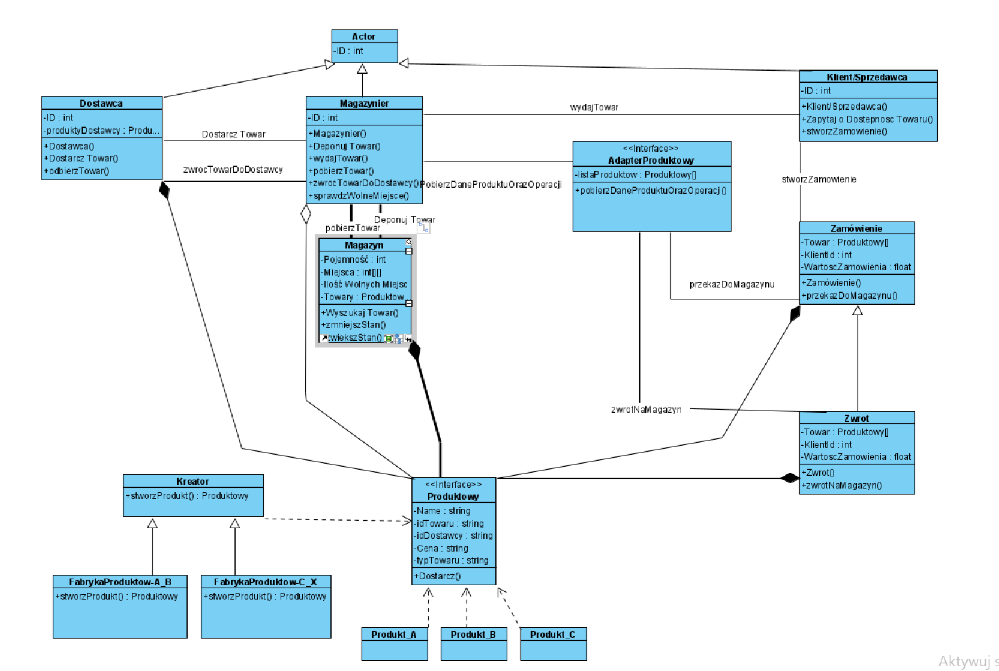 Actor
-ID : int
Klient/Sprzedawca
-ID : int
+Klient/Sprzedawca()
+Zapytaj o Dostepnosc Towaru()
+stworzZamowienie()
Dostawca
-ID : int
-produktyDostawcy : Produ...
+Dostawca()
+Dostarcz Towar()
+odbierzTowar()
Dostarcz Towar
zwrocTowarDoDostawcy
Magazynier
-ID : int
+Magazynier()
+Deponuj Towar()
+wydajTowar()
+pobierzTowar()
+zwrocTowarDoDostawcy()
+sprawdzWolneMiejsce()
wydajTowar
<<Interface>>
AdapterProduktowy
-listaProduktow : Produktowy[]
+pobierzDaneProduktuOrazOperacji()
PobierzDaneProduktuOrazOperacji
stworzZamowienie
Deponuj Towar
pobierzTowar
Magazyn
-Pojemność : int
-Miejsca : int[][]
-Ilość Wolnych Miejsc
-Towary : Produktow...
+Wyszukaj Towar()
+zmniejszStan()
zwiekszStan()
Zamówienie
-Towar : Produktowy[]
-KlientId : int
-WartoscZamowienia : float
+Zamówienie()
+przekazDoMagazynu()
przekazDoMagazynu
zwrotNaMagazyn
Zwrot
-Towar : Produktowy[]
-KlientId : int
-WartoscZamowienia : float
+Zwrot()
+zwrotNaMagazyn()
Kreator
+stworzProdukt() : Produktowy
<<Interface>>
Produktowy
-Name : string
-idTowaru : string
-idDostawcy : string
-Cena : string
-typTowaru : string
+Dostarcz()
FabrykaProduktow-A_B
+stworzProdukt() : Produktowy
FabrykaProduktow-C_X
+stworzProdukt() : Produktowy
Produkt_A
Produkt_B
Produkt_C
Aktywuj s